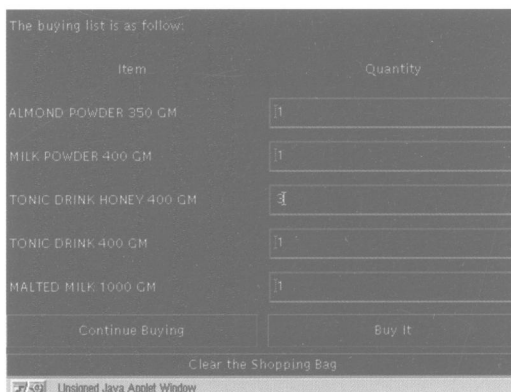 The buying list is as follow:
Item Quantity
ALMOND POWDER 350 GM 1
MILK POWDER 400 GM 1
TONIC DRINK HONEY 400 GM 3
TONIC DRINK 400 GM 1
MALTED MILK 1000 GM 1
Continue Buying Buy It
Clear the Shopping Bag
Unsigned Java Applet Window